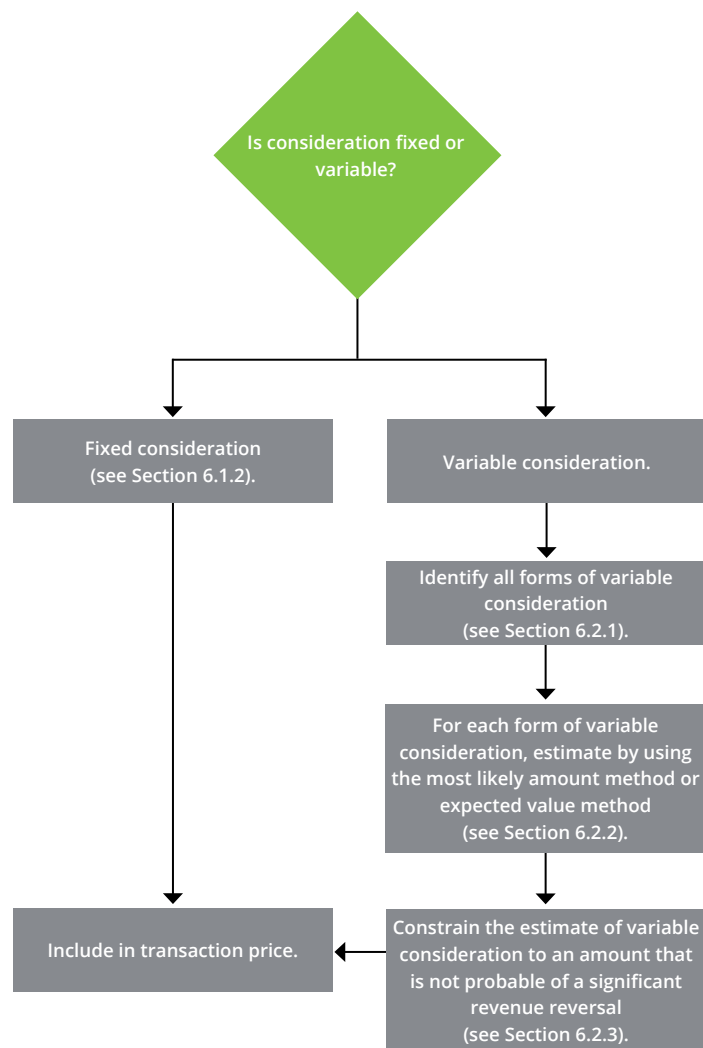 Is consideration fixed or
variable?
Fixed consideration
(see Section 6.1.2).
Variable consideration.
Identify all forms of variable
consideration
(see Section 6.2.1).
For each form of variable
consideration, estimate by using
the most likely amount method or
expected value method
(see Section 6.2.2).
Include in transaction price.
Constrain the estimate of variable
consideration to an amount that
is not probable of a significant
revenue reversal
(see Section 6.2.3).